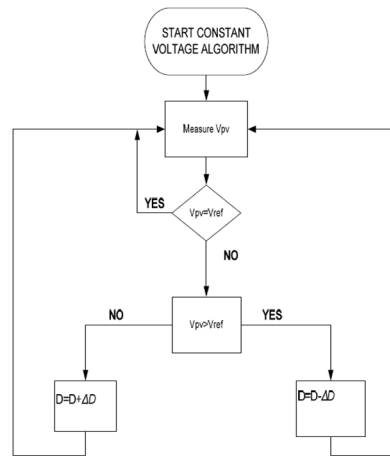 START CONSTANT
VOLTAGE ALGORITHM
Measure Vpv
YES
Vpv=Vref
NO
NO
Vpv>Vref
YES
D=D+ΔD
D=D-ΔD